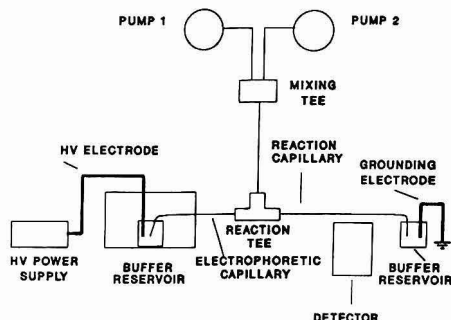 PUMP 1
PUMP 2
MIXING
TEE
REACTION
CAPILLARY
HV ELECTRODE
GROUNDING
ELECTRODE
REACTION
TEE
HV POWER
SUPPLY
BUFFER
RESERVOIR
ELECTROPHORETIC
CAPILLARY
BUFFER
RESERVOIR
DETECTOR